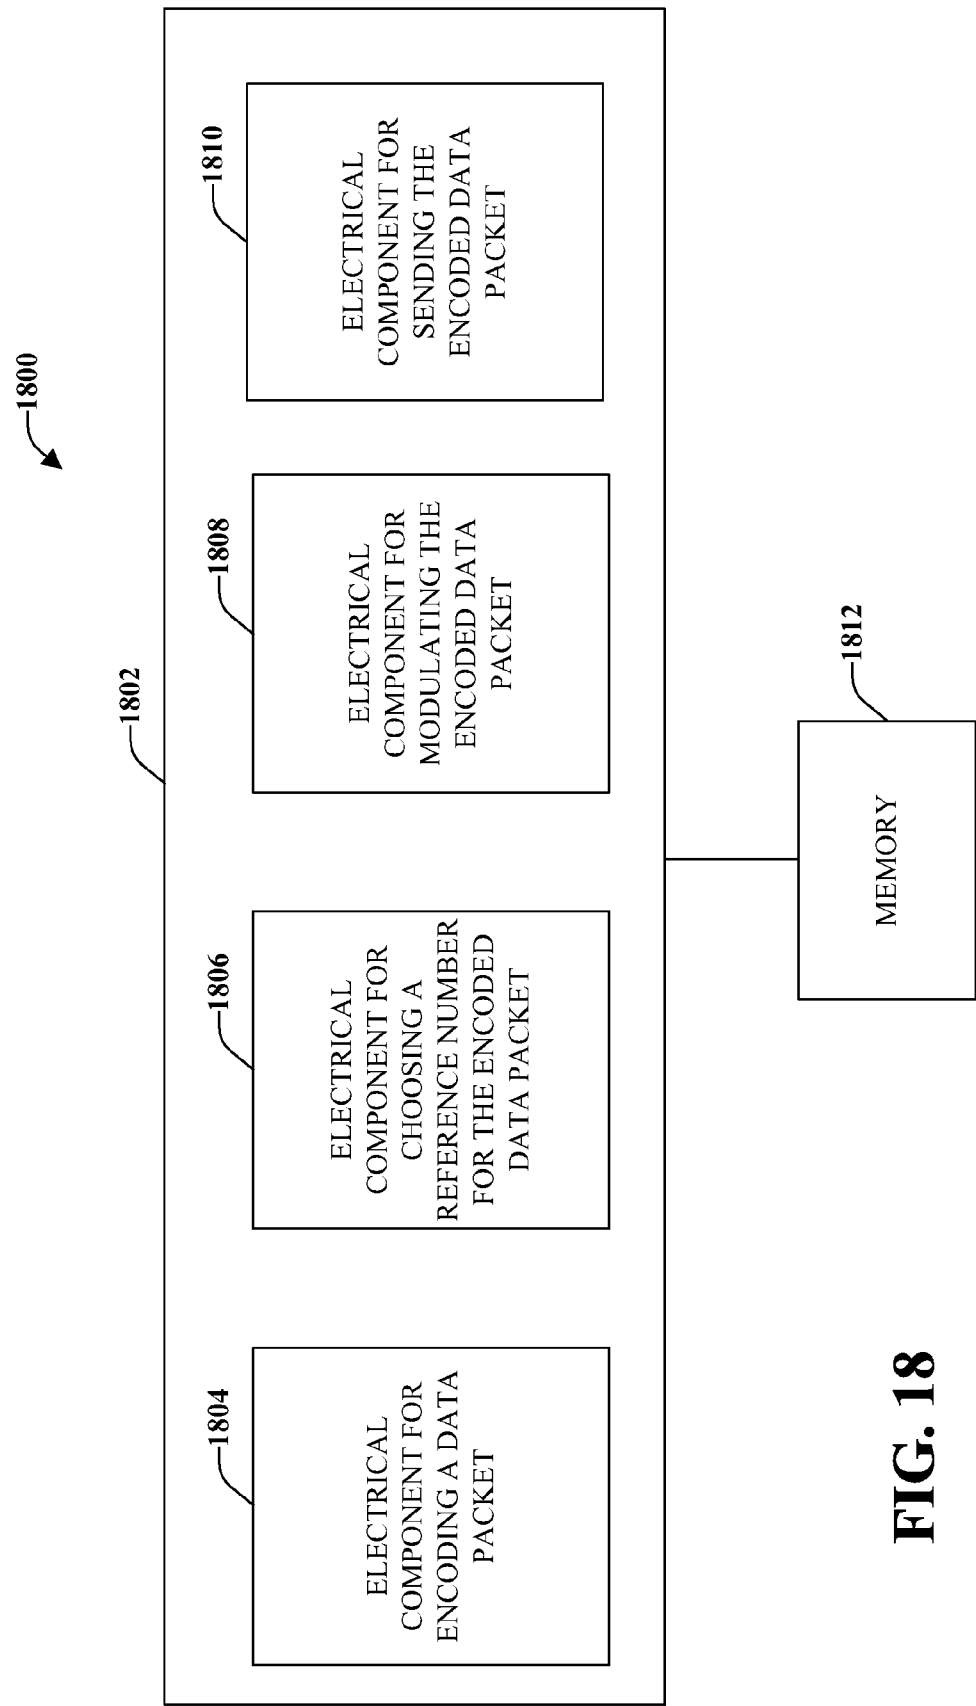 1800
1802
1804
ELECTRICAL
COMPONENT FOR
ENCODING A DATA
PACKET
1806
ELECTRICAL
COMPONENT FOR
CHOOSING A
REFERENCE NUMBER
FOR THE ENCODED
DATA PACKET
1808
ELECTRICAL
COMPONENT FOR
MODULATING THE
ENCODED DATA
PACKET
1810
ELECTRICAL
COMPONENT FOR
SENDING THE
ENCODED DATA
PACKET
1812
MEMORY
FIG. 18